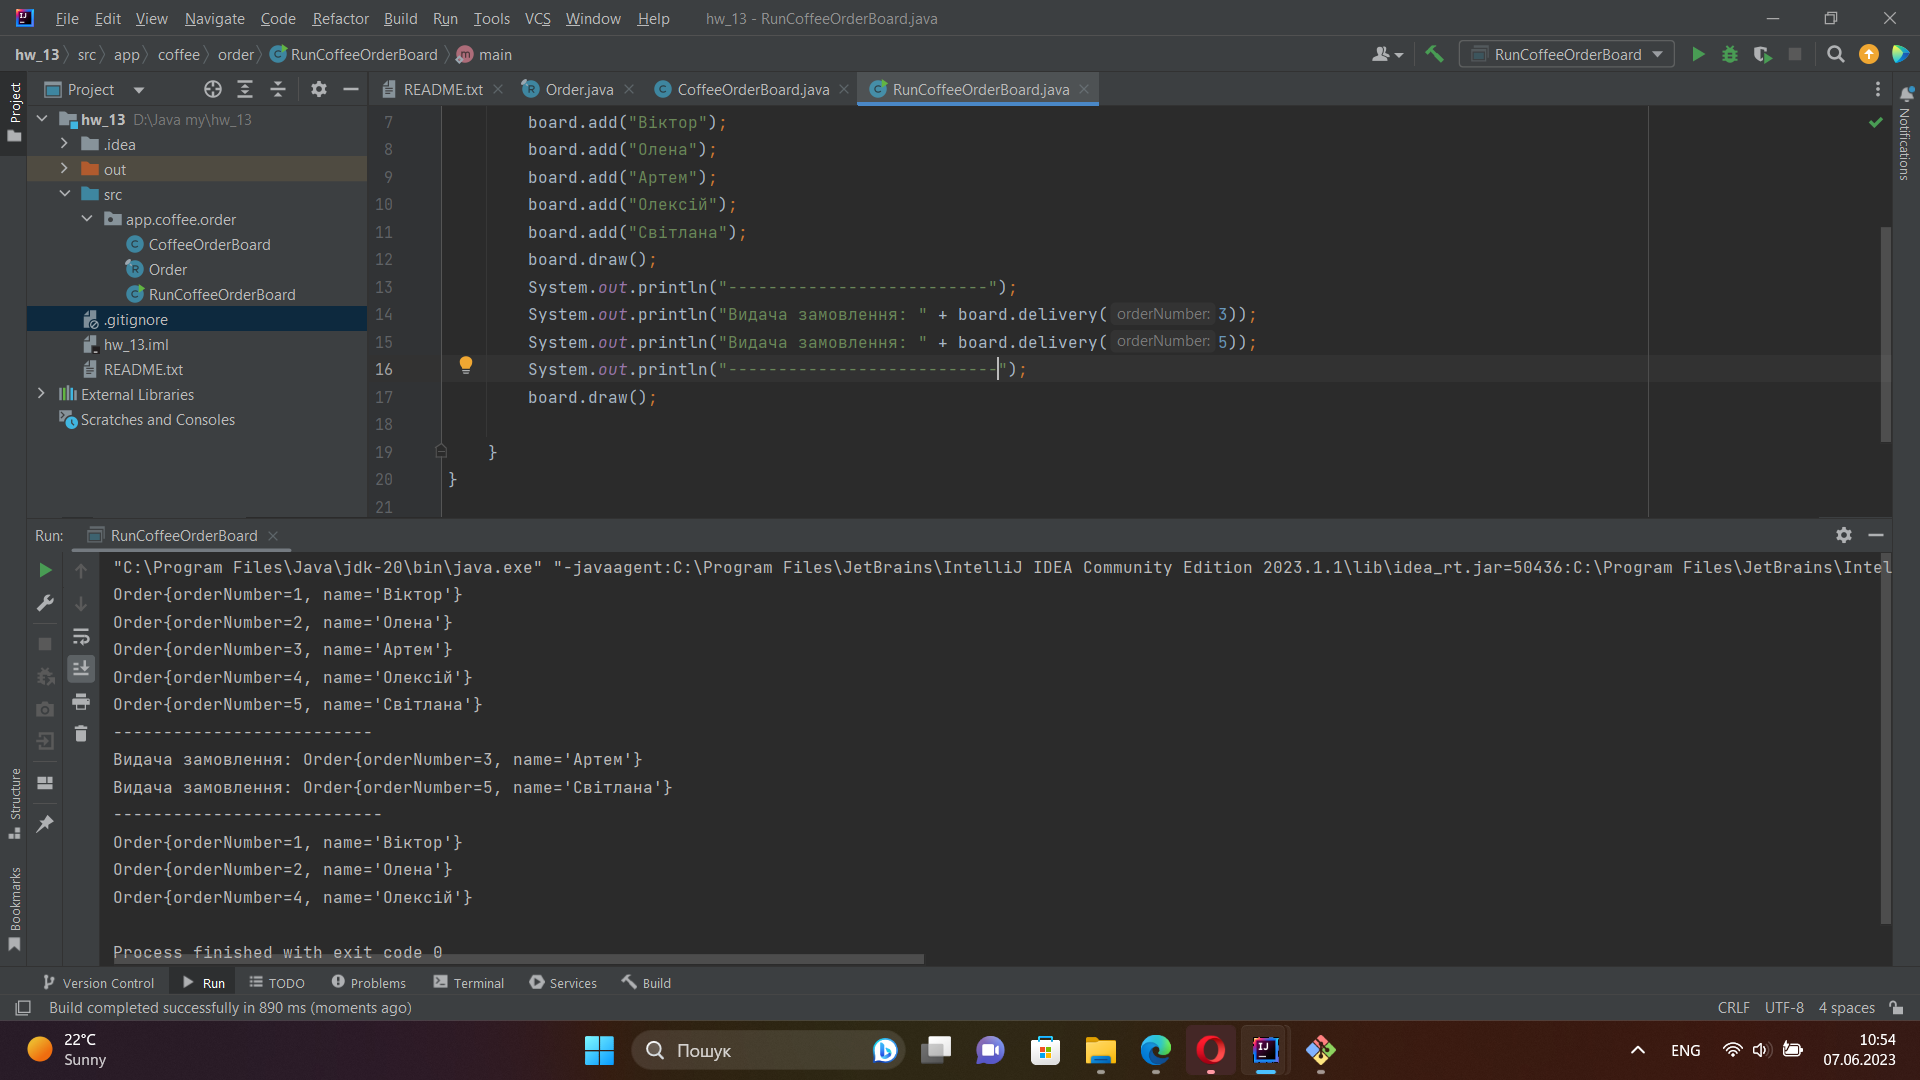 File Edit View Navigate Code Refactor Build Run Tools VCS Window Help hw_13 - RunCoffeeOrderBoard.java
hw_13 src app coffee order RunCoffeeOrderBoard main RunCoffeeOrderBoard
Project
Project README.txt Order.java CoffeeOrderBoard.java RunCoffeeOrderBoard.java
Notifications
hw_13 D:\Java my\hw_13
.idea
out
src
app.coffee.order
CoffeeOrderBoard
Order
RunCoffeeOrderBoard
.gitignore
hw_13.iml
README.txt
External Libraries
Scratches and Consoles
7 board.add("Віктор");
8 board.add("Олена");
9 board.add("Артем");
10 board.add("Олексій");
11 board.add("Світлана");
12 board.draw();
13 System.out.println("--------------------------");
14 System.out.println("Видача замовлення: " + board.delivery( orderNumber: 3));
15 System.out.println("Видача замовлення: " + board.delivery( orderNumber: 5));
16 System.out.println("---------------------------");
17 board.draw();
18
19 }
20 }
21
Run: RunCoffeeOrderBoard
"C:\Program Files\Java\jdk-20\bin\java.exe" "-javaagent:C:\Program Files\JetBrains\IntelliJ IDEA Community Edition 2023.1.1\lib\idea_rt.jar=50436:C:\Program Files\JetBrains\Intel
Order{orderNumber=1, name='Віктор'}
Order{orderNumber=2, name='Олена'}
Order{orderNumber=3, name='Артем'}
Order{orderNumber=4, name='Олексій'}
Order{orderNumber=5, name='Світлана'}
--------------------------
Видача замовлення: Order{orderNumber=3, name='Артем'}
Видача замовлення: Order{orderNumber=5, name='Світлана'}
---------------------------
Order{orderNumber=1, name='Віктор'}
Order{orderNumber=2, name='Олена'}
Order{orderNumber=4, name='Олексій'}
Process finished with exit code 0
Structure
Bookmarks
Version Control Run TODO Problems Terminal Services Build
Build completed successfully in 890 ms (moments ago) CRLF UTF-8 4 spaces
22°C
Sunny
Пошук
ENG
10:54
07.06.2023